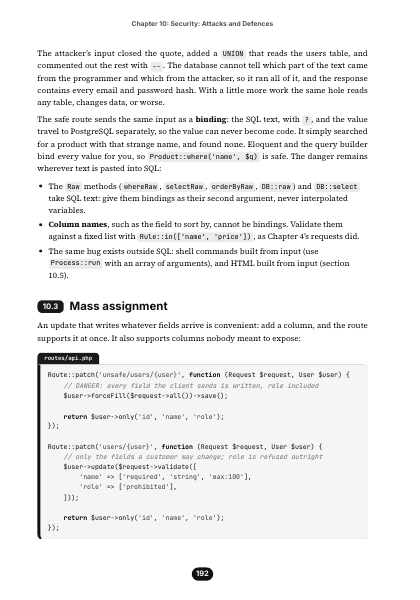 Chapter 10: Security: Attacks and Defences
The attacker's input closed the quote, added a UNION that reads the users table, and
commented out the rest with --. The database cannot tell which part of the text came
from the programmer and which from the attacker, so it ran all of it, and the response
contains every email and password hash. With a little more work the same hole reads
any table, changes data, or worse.
The safe route sends the same input as a binding: the SQL text, with ?, and the value
travel to PostgreSQL separately, so the value can never become code. It simply searched
for a product with that strange name, and found none. Eloquent and the query builder
bind every value for you, so Product::where('name', $q) is safe. The danger remains
wherever text is pasted into SQL:
• The Raw methods (whereRaw, selectRaw, orderByRaw, DB::raw) and DB::select
take SQL text: give them bindings as their second argument, never interpolated
variables.
• Column names, such as the field to sort by, cannot be bindings. Validate them
against a fixed list with Rule::in(['name', 'price']), as Chapter 4's requests do.
• The same bug exists outside SQL: shell commands built from input (use
Process::run with an array of arguments), and HTML built from input (section
10.5).
10.3 Mass assignment
An update that writes whatever fields arrive is convenient: add a column, and the route
supports it at once. It also supports columns nobody meant to expose:
routes/api.php
Route::patch('unsafe/users/{user}', function (Request $request, User $user) {
// DANGER: every field the client sends is written, role included
$user->forceFill($request->all())->save();
return $user->only('id', 'name', 'role');
});
Route::patch('users/{user}', function (Request $request, User $user) {
// only the fields a customer may change; role is refused outright
$user->update($request->validate([
'name' => ['required', 'string', 'max:100'],
'role' => ['prohibited'],
]));
return $user->only('id', 'name', 'role');
});
192